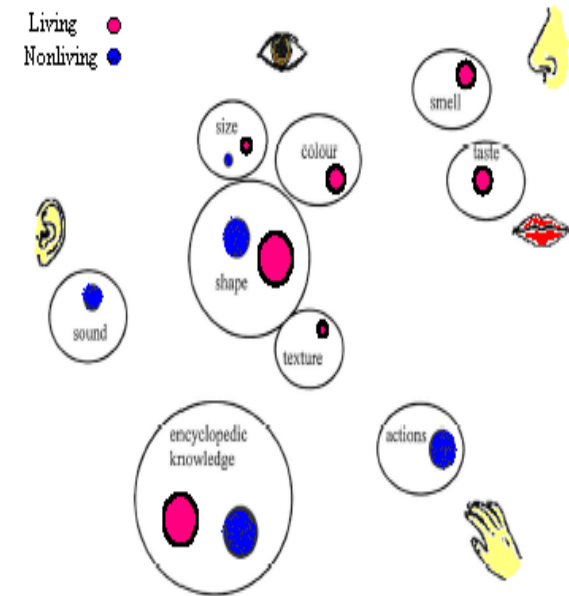 Living
Nonliving
smell
size
colour
taste
shape
sound
texture
encyclopedic
knowledge
actions